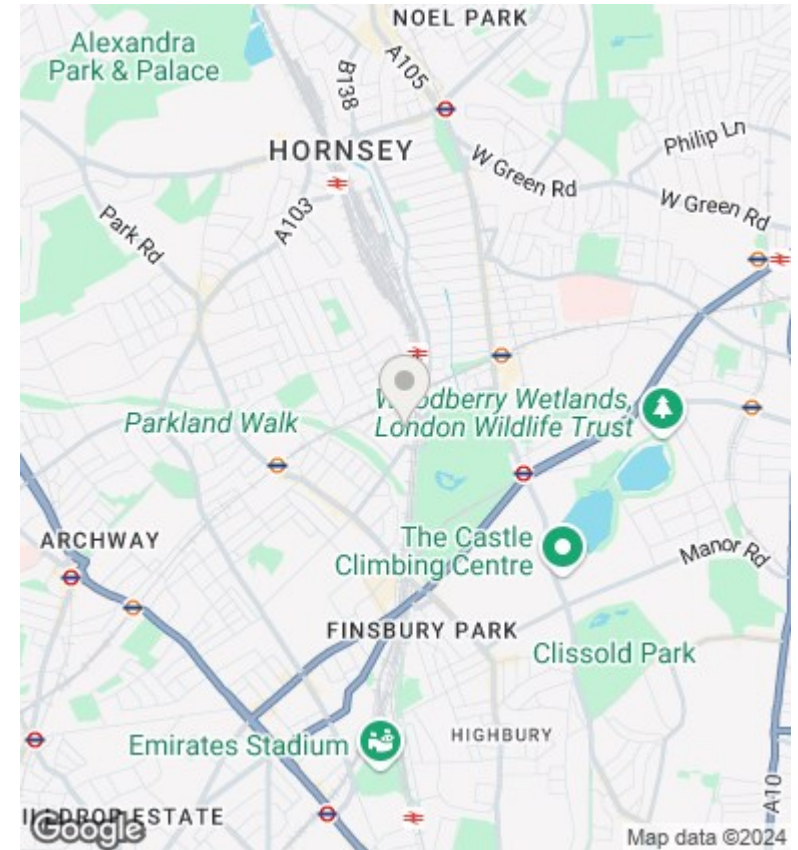 NOEL PARK
Alexandra
Park & Palace
A105
B138
Philip Ln
HORNSEY
W Green Rd
W Green Rd
A103
Park Rd
Woodberry Wetlands,
London Wildlife Trust
Parkland Walk
ARCHWAY
The Castle
Climbing Centre
Manor Rd
FINSBURY PARK
Clissold Park
HIGHBURY
Emirates Stadium
A10
ESTATE
Google
Map data ©2024